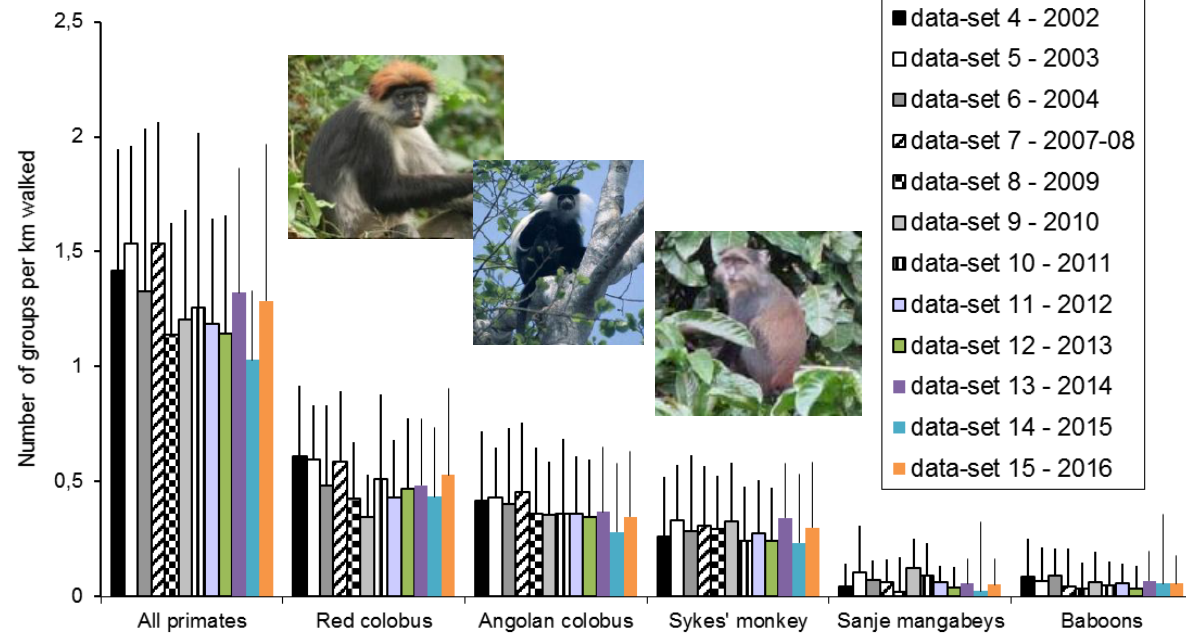 Number of groups per km walked
2,5
2
1,5
1
0,5
0
All primates
Red colobus
Angolan colobus
Sykes' monkey
Sanje mangabeys
Baboons
data-set 4 - 2002
data-set 5 - 2003
data-set 6 - 2004
data-set 7 - 2007-08
data-set 8 - 2009
data-set 9 - 2010
data-set 10 - 2011
data-set 11 - 2012
data-set 12 - 2013
data-set 13 - 2014
data-set 14 - 2015
data-set 15 - 2016